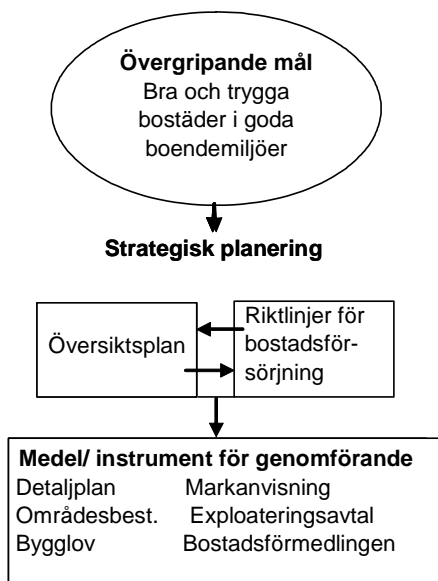 Övergripande mål
Bra och trygga
bostäder i goda
boendemiljöer
Strategisk planering
Översiktsplan
Riktlinjer för
bostadsför-
sörjning
Medel/ instrument för genomförande
Detaljplan Markanvisning
Områdesbest. Exploateringsavtal
Bygglov Bostadsförmedlingen